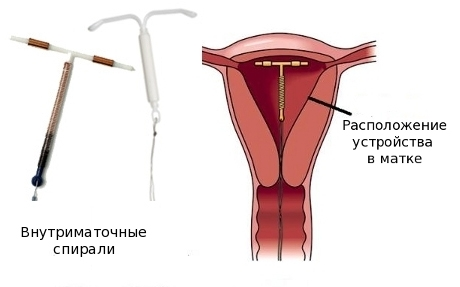 Расположение
устройства
в матке
Внутриматочные
спирали